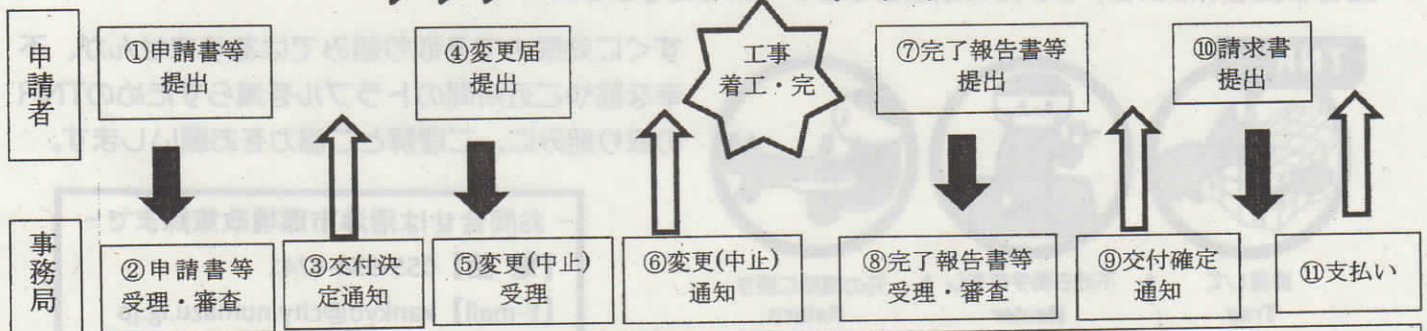 申請者
①申請書等
提出
④変更届
提出
工事
着工・完
⑦完了報告書等
提出
⑩請求書
提出
事務局
②申請書等
受理・審査
③交付決
定通知
⑤変更(中止)
受理
⑥変更(中止)
通知
⑧完了報告書等
受理・審査
⑨交付確定
通知
⑪支払い